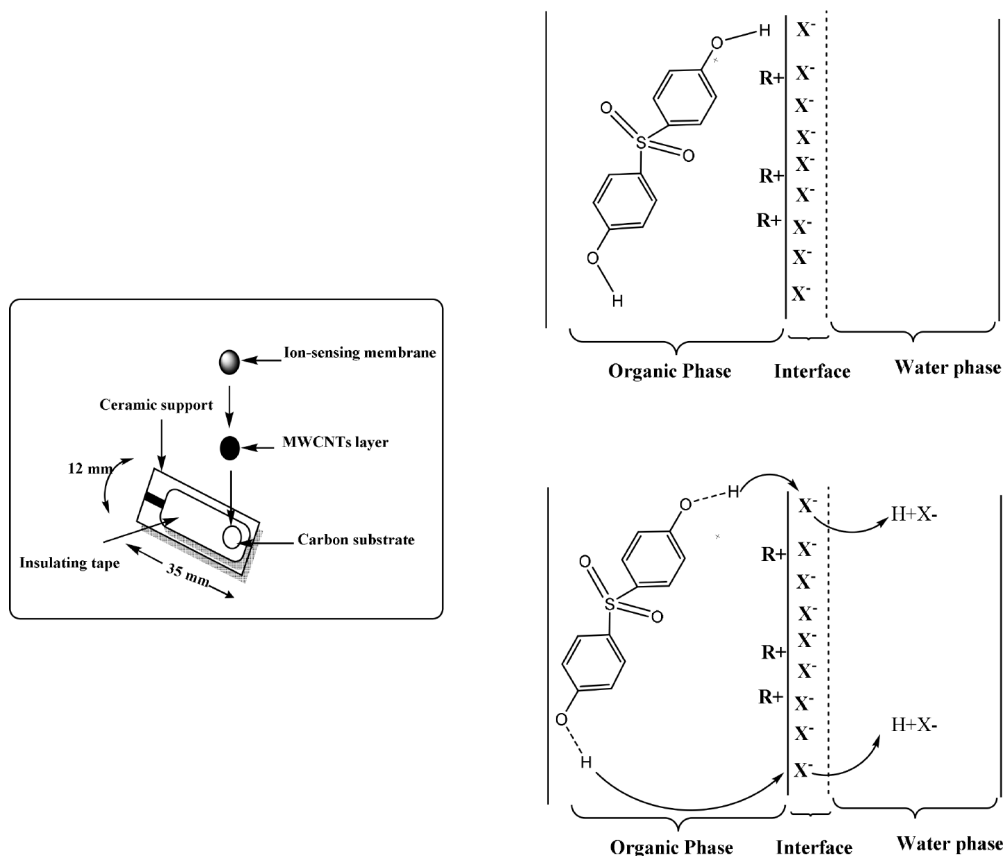 Ion-sensing membrane
Ceramic support
MWCNTs layer
12 mm
Carbon substrate
Insulating tape
35 mm
O H X-
R+ X-
X-
O X-
S X-
O R+ X-
R+ X-
O X-
H X-
Organic Phase Interface Water phase
O H X- H+X-
R+ X-
X-
O X-
S X-
O R+ X-
R+ X-
O X- H+X-
H X-
Organic Phase Interface Water phase